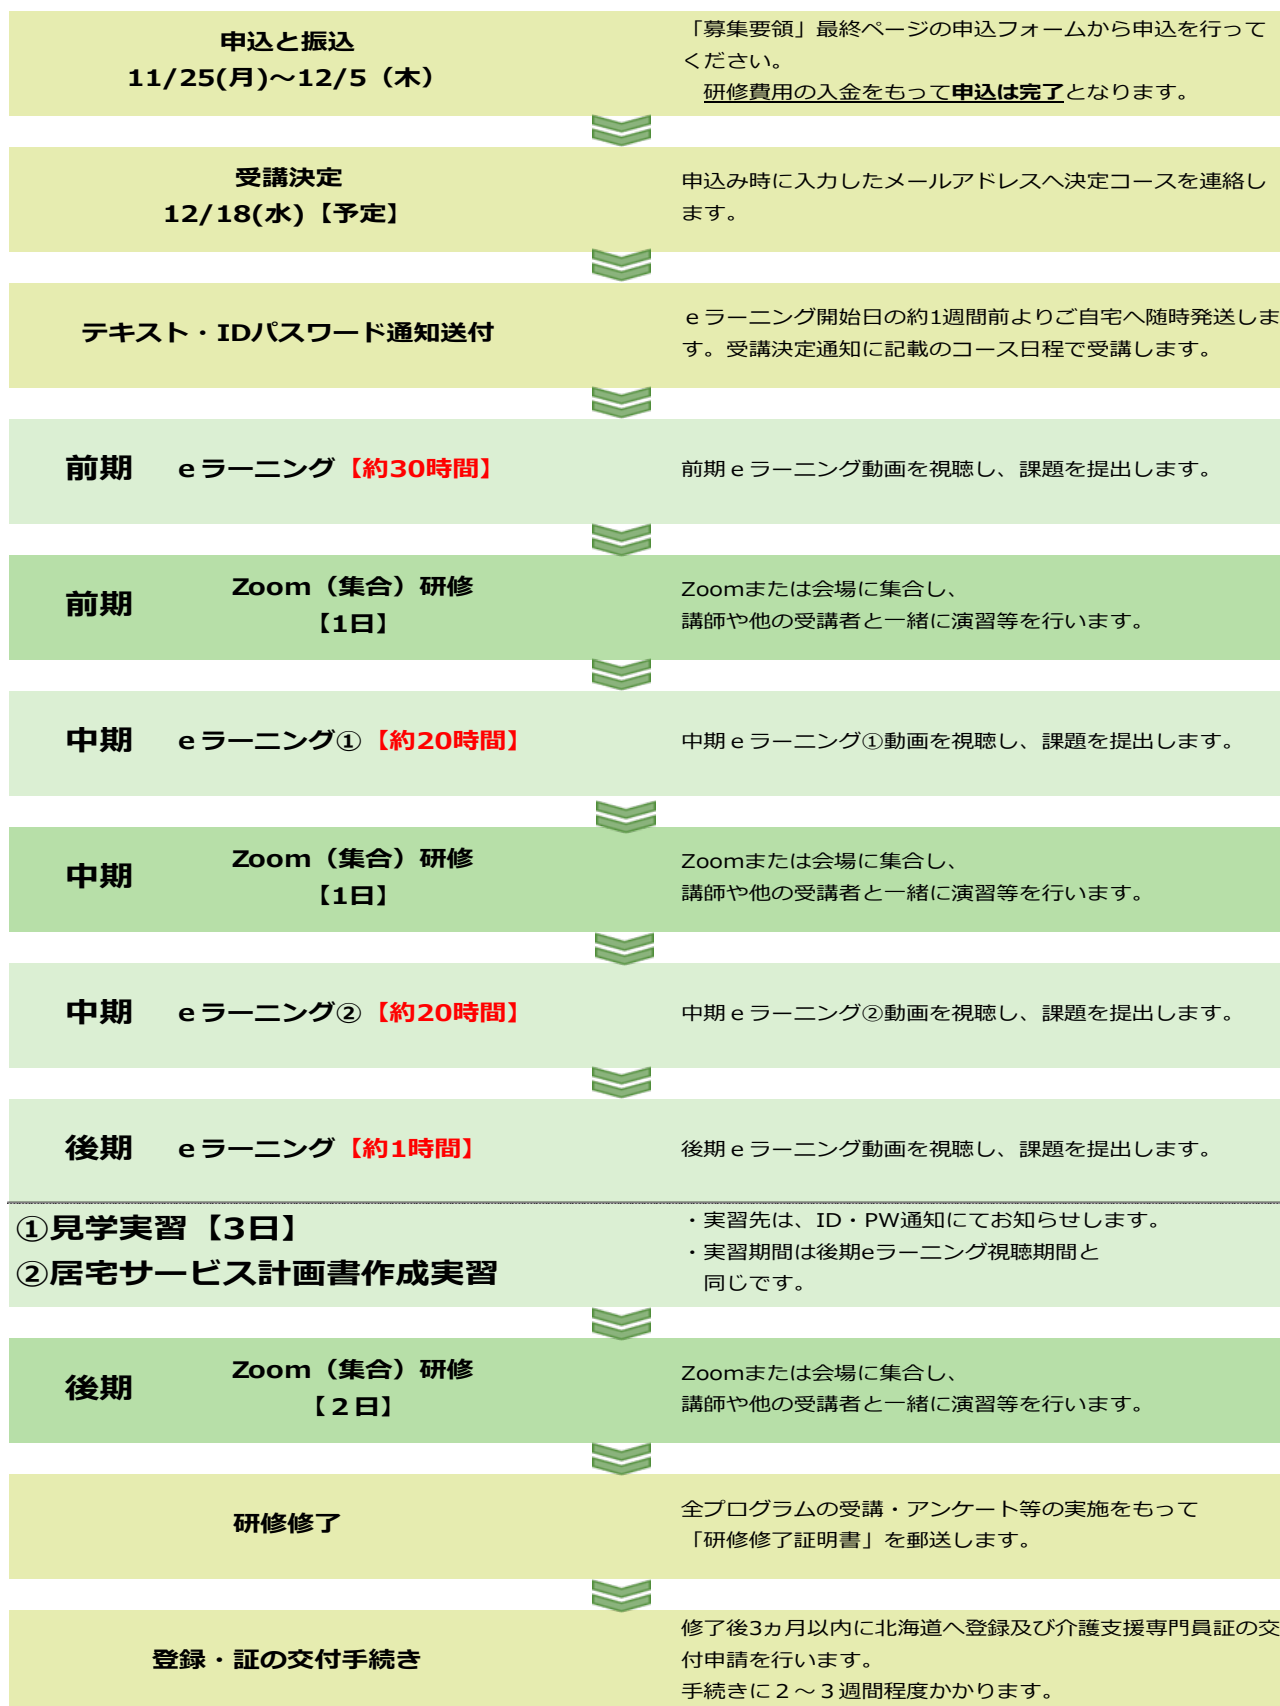 申込と振込
11/25(月)～12/5（木）
「募集要領」最終ページの申込フォームから申込を行って
ください。
研修費用の入金をもって申込は完了となります。
受講決定
12/18(水)【予定】
申込み時に入力したメールアドレスへ決定コースを連絡し
ます。
テキスト・IDパスワード通知送付
ｅラーニング開始日の約1週間前よりご自宅へ随時発送しま
す。受講決定通知に記載のコース日程で受講します。
前期 ｅラーニング【約30時間】
前期ｅラーニング動画を視聴し、課題を提出します。
前期
Zoom（集合）研修
【1日】
Zoomまたは会場に集合し、
講師や他の受講者と一緒に演習等を行います。
中期 ｅラーニング①【約20時間】
中期ｅラーニング①動画を視聴し、課題を提出します。
中期
Zoom（集合）研修
【1日】
Zoomまたは会場に集合し、
講師や他の受講者と一緒に演習等を行います。
中期 ｅラーニング②【約20時間】
中期ｅラーニング②動画を視聴し、課題を提出します。
後期 ｅラーニング【約1時間】
後期ｅラーニング動画を視聴し、課題を提出します。
①見学実習【3日】
②居宅サービス計画書作成実習
・実習先は、ID・PW通知にてお知らせします。
・実習期間は後期eラーニング視聴期間と
同じです。
後期
Zoom（集合）研修
【２日】
Zoomまたは会場に集合し、
講師や他の受講者と一緒に演習等を行います。
研修修了
全プログラムの受講・アンケート等の実施をもって
「研修修了証明書」を郵送します。
登録・証の交付手続き
修了後3ヵ月以内に北海道へ登録及び介護支援専門員証の交
付申請を行います。
手続きに２～３週間程度かかります。